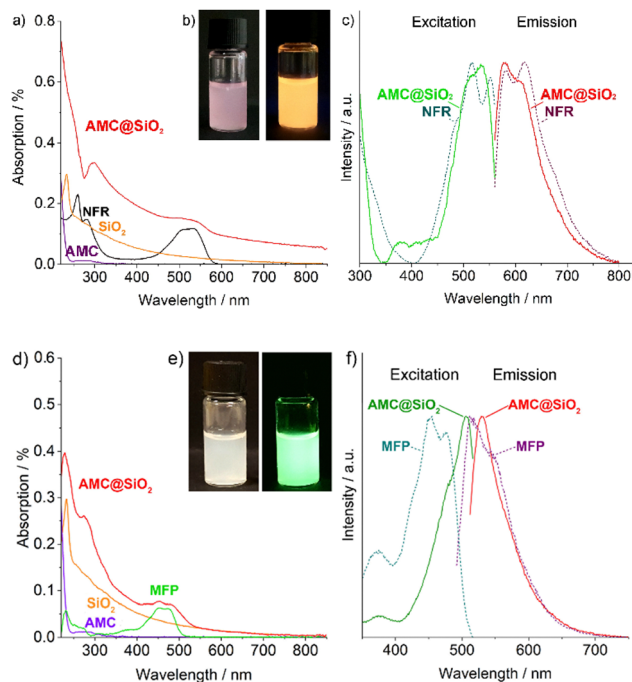 a)
b)
c)
Absorption / %
0.8
0.6
0.4
0.2
0.0
AMC@SiO₂
NFR
SiO₂
AMC
300 400 500 600 700 800
Wavelength / nm
Excitation Emission
AMC@SiO₂ AMC@SiO₂
NFR NFR
Intensity / a.u.
300 400 500 600 700 800
Wavelength / nm
d)
e)
f)
Absorption / %
0.6
0.5
0.4
0.3
0.2
0.1
0.0
AMC@SiO₂
SiO₂
MFP
AMC
300 400 500 600 700 800
Wavelength / nm
Excitation Emission
AMC@SiO₂ AMC@SiO₂
MFP MFP
Intensity / a.u.
400 500 600 700
Wavelength / nm